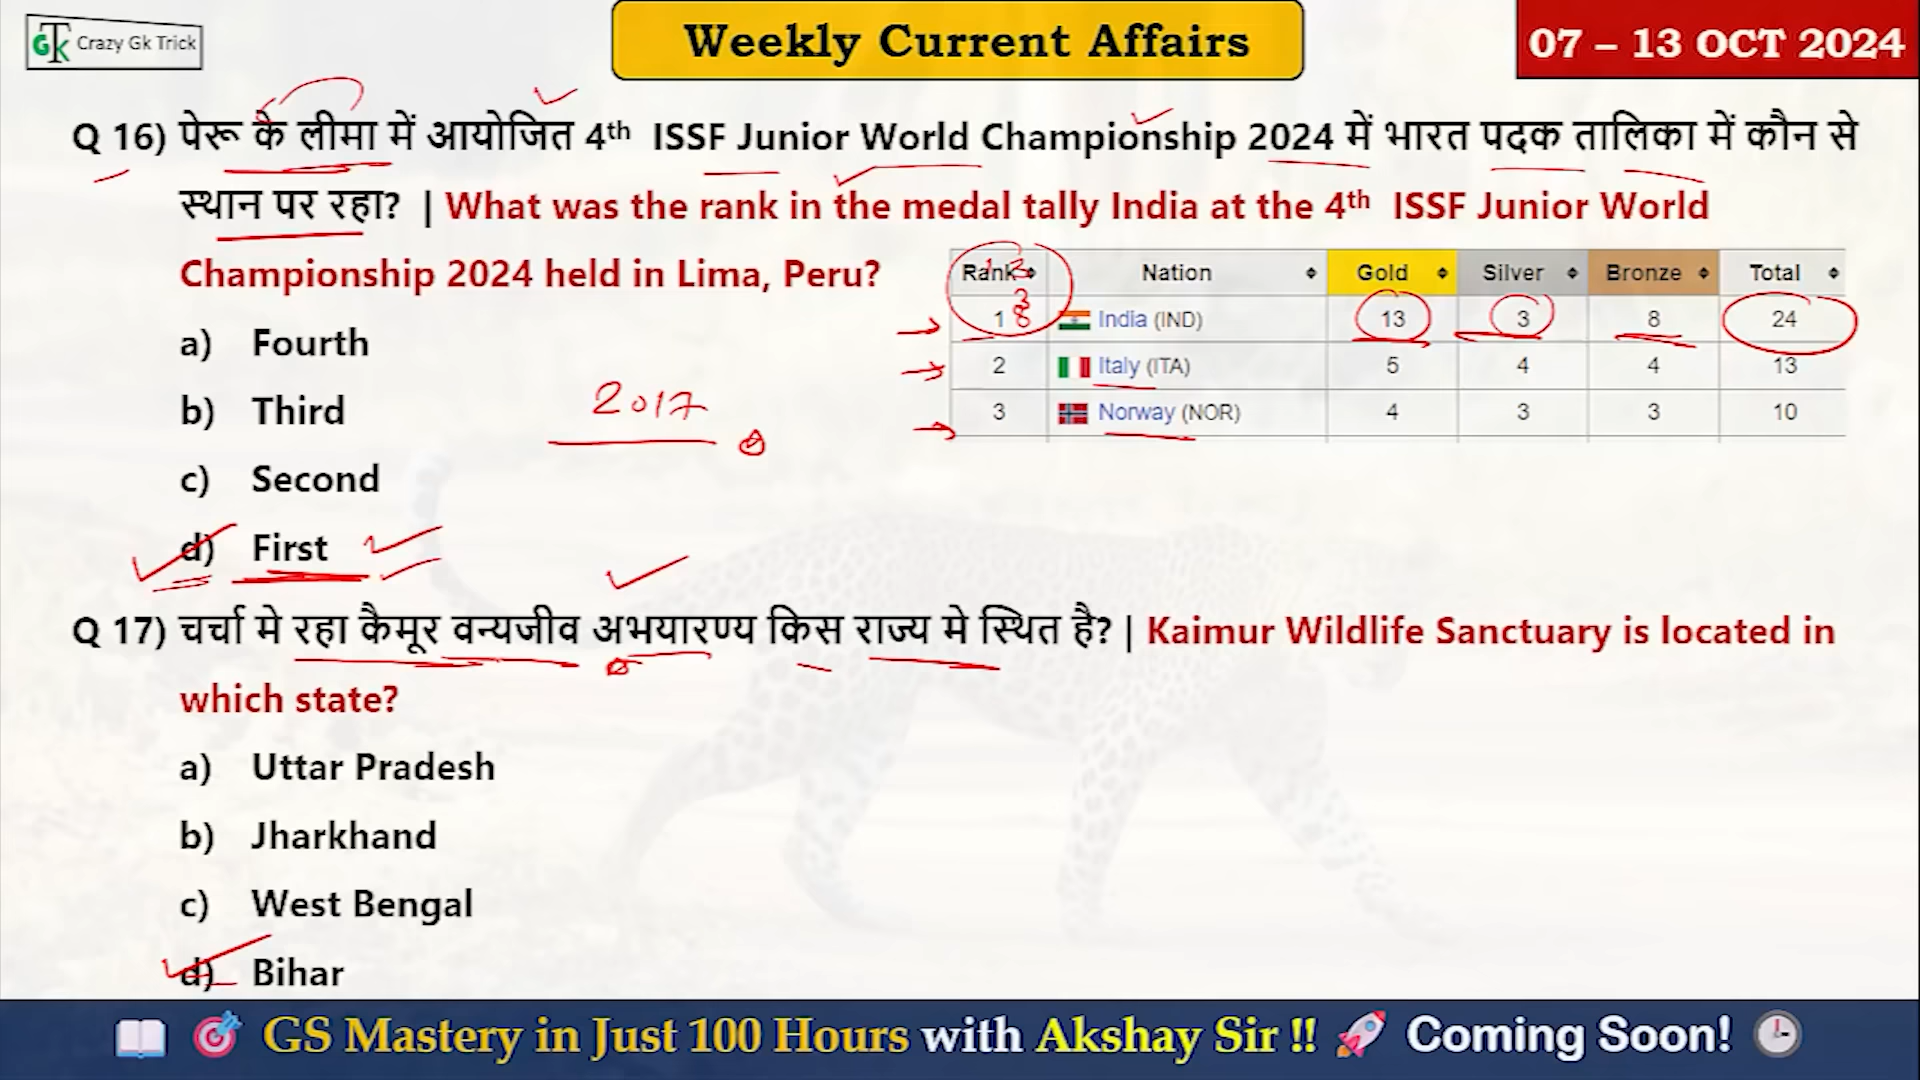 GTK Crazy Gk Trick
Weekly Current Affairs
07 – 13 OCT 2024
Q 16) पेरू के लीमा में आयोजित 4th ISSF Junior World Championship 2024 में भारत पदक तालिका में कौन से
स्थान पर रहा? | What was the rank in the medal tally India at the 4th ISSF Junior World
Championship 2024 held in Lima, Peru?
Rank Nation Gold Silver Bronze Total
1 India (IND) 13 3 8 24
2 Italy (ITA) 5 4 4 13
3 Norway (NOR) 4 3 3 10
a) Fourth
b) Third
2017
c) Second
d) First
Q 17) चर्चा मे रहा कैमूर वन्यजीव अभयारण्य किस राज्य मे स्थित है? | Kaimur Wildlife Sanctuary is located in
which state?
a) Uttar Pradesh
b) Jharkhand
c) West Bengal
d) Bihar
GS Mastery in Just 100 Hours with Akshay Sir !! Coming Soon!